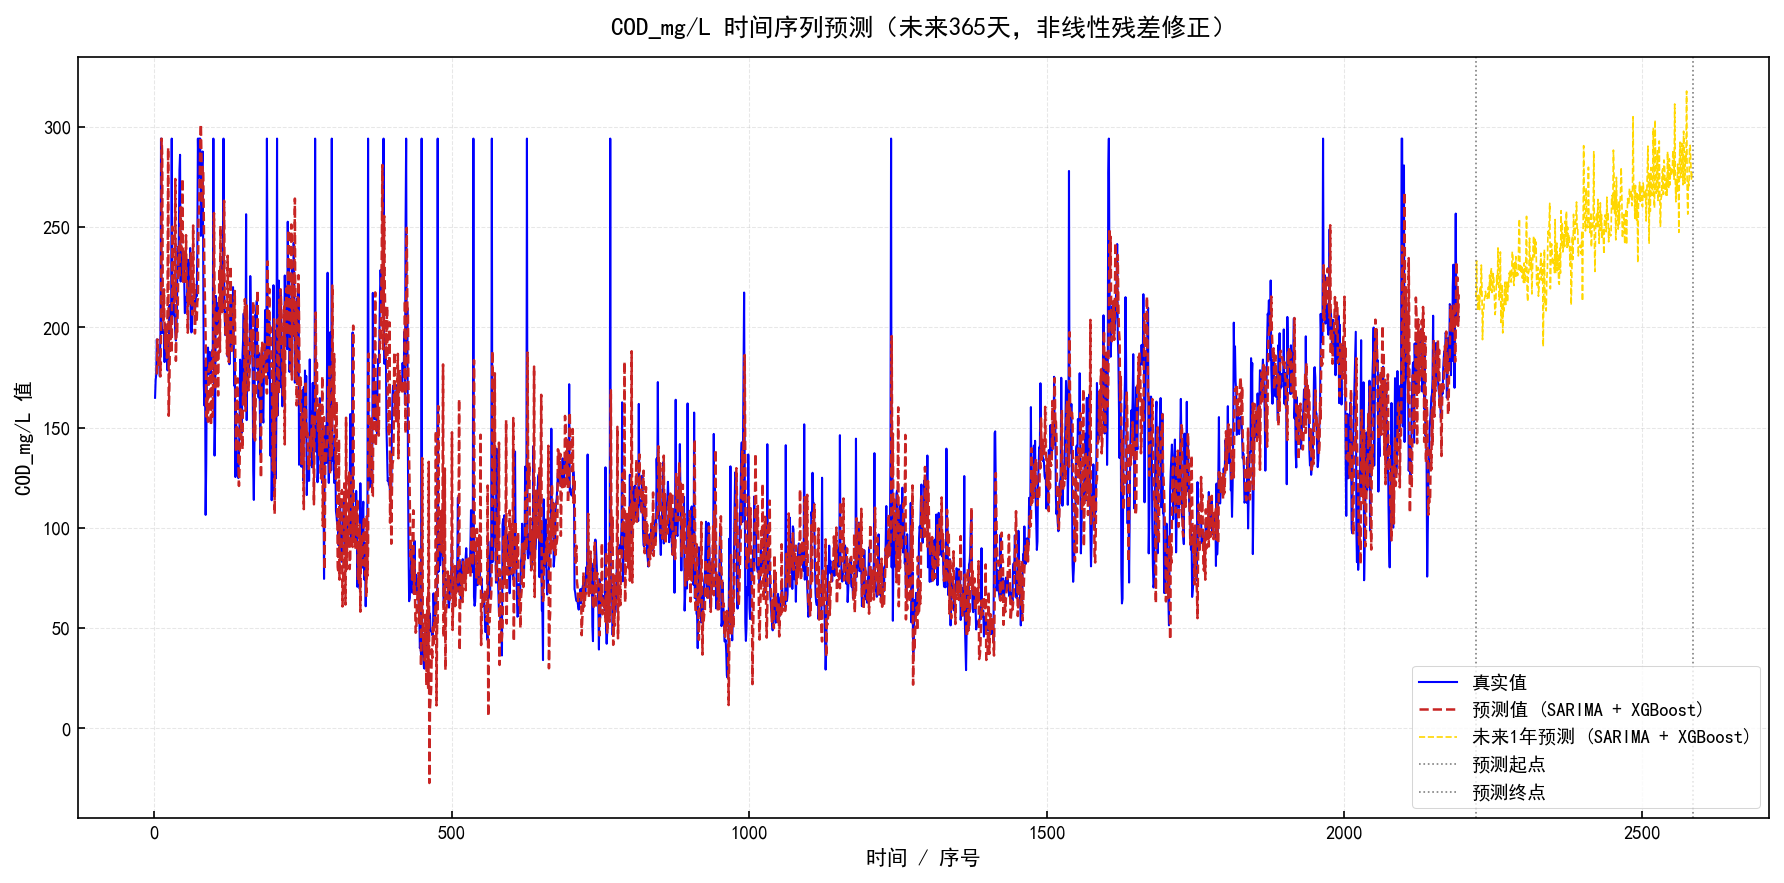 COD_mg/L 时间序列预测（未来365天，非线性残差修正）
COD_mg/L 值
300
250
200
150
100
50
0
0
500
1000
1500
2000
2500
时间 / 序号
真实值
预测值 (SARIMA + XGBoost)
未来1年预测 (SARIMA + XGBoost)
预测起点
预测终点